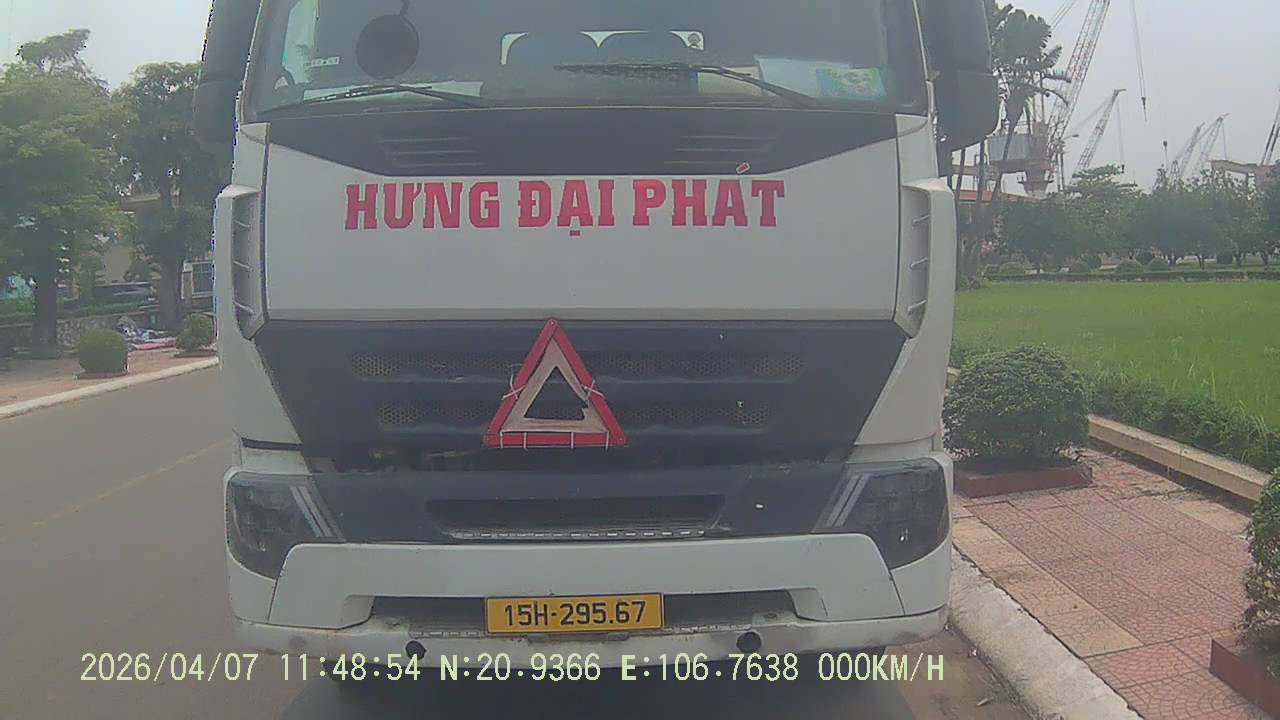 HƯNG ĐẠI PHÁT
15H-295.67
2026/04/07 11:48:54 N:20.9366 E:106.7638 000KM/H